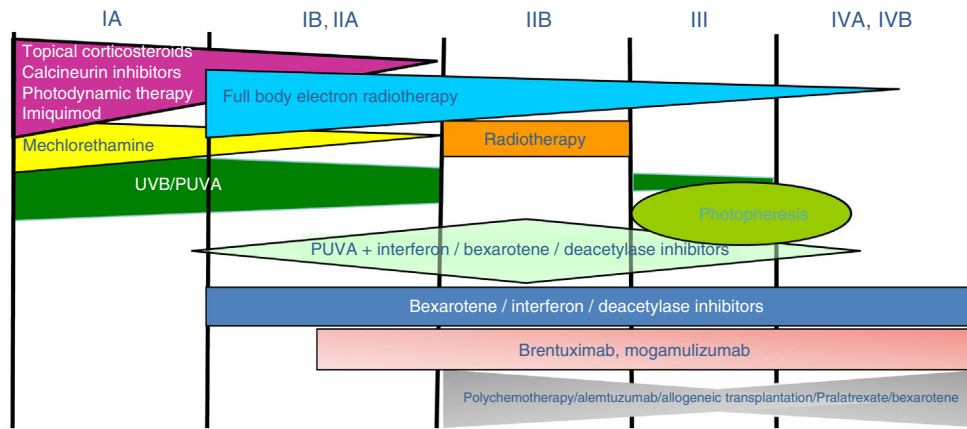 IA
IB, IIA
IIB
III
IVA, IVB
Topical corticosteroids
Calcineurin inhibitors
Photodynamic therapy
Imiquimod
Full body electron radiotherapy
Mechlorethamine
Radiotherapy
UVB/PUVA
Photopheresis
PUVA + interferon / bexarotene / deacetylase inhibitors
Bexarotene / interferon / deacetylase inhibitors
Brentuximab, mogamulizumab
Polychemotherapy/alemtuzumab/allogeneic transplantation/Pralatrexate/bexarotene